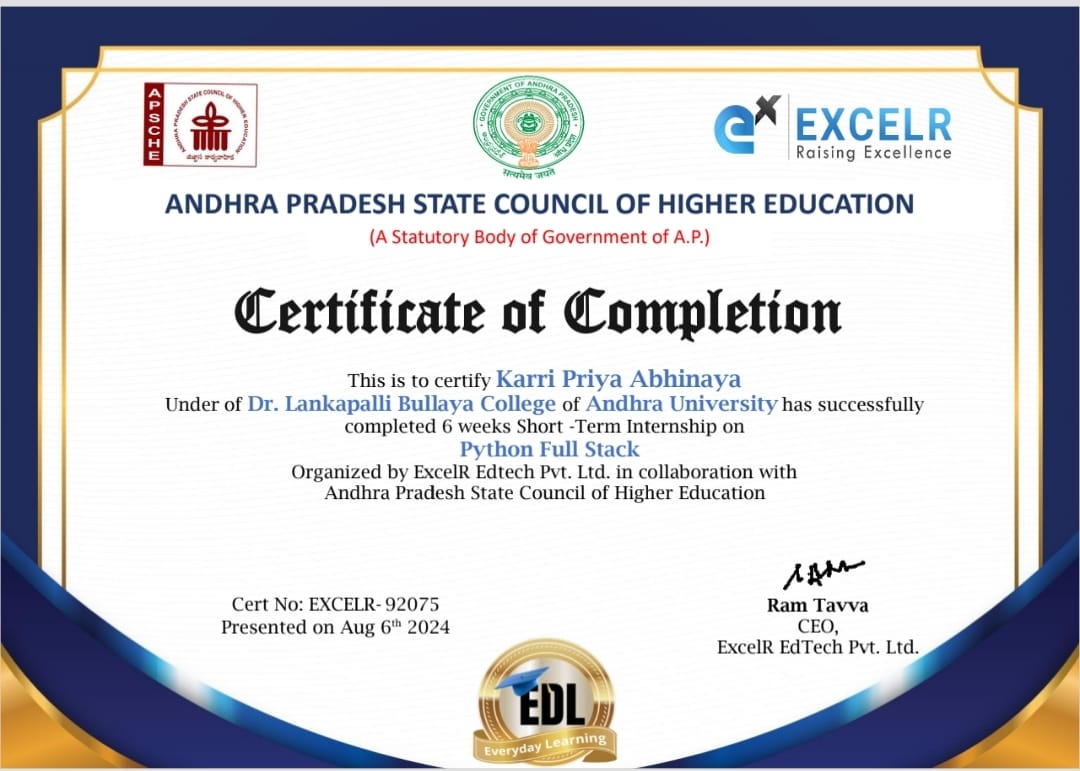 APSCHE
ANDHRA PRADESH STATE COUNCIL OF HIGHER EDUCATION
GOVERNMENT OF ANDHRA PRADESH
सत्यमेव जयते
ex EXCELR
Raising Excellence
ANDHRA PRADESH STATE COUNCIL OF HIGHER EDUCATION
(A Statutory Body of Government of A.P.)
Certificate of Completion
This is to certify Karri Priya Abhinaya
Under of Dr. Lankapalli Bullaya College of Andhra University has successfully
completed 6 weeks Short -Term Internship on
Python Full Stack
Organized by ExcelR Edtech Pvt. Ltd. in collaboration with
Andhra Pradesh State Council of Higher Education
Cert No: EXCELR- 92075
Presented on Aug 6th 2024
Ram Tavva
CEO,
ExcelR EdTech Pvt. Ltd.
EDL
Everyday Learning